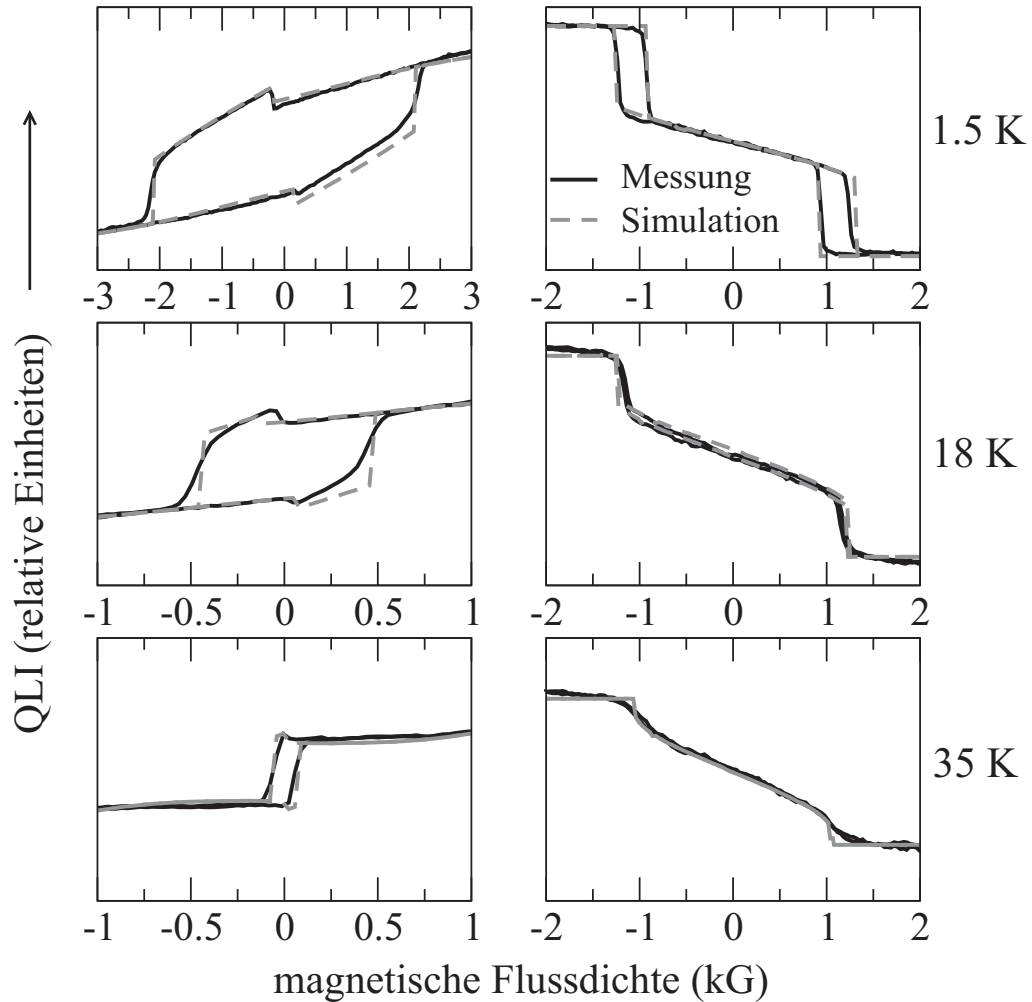 QLI (relative Einheiten)
1.5 K
Messung
Simulation
-3 -2 -1 0 1 2 3
-2 -1 0 1 2
18 K
-1 -0.5 0 0.5 1
-2 -1 0 1 2
35 K
-1 -0.5 0 0.5 1
-2 -1 0 1 2
magnetische Flussdichte (kG)